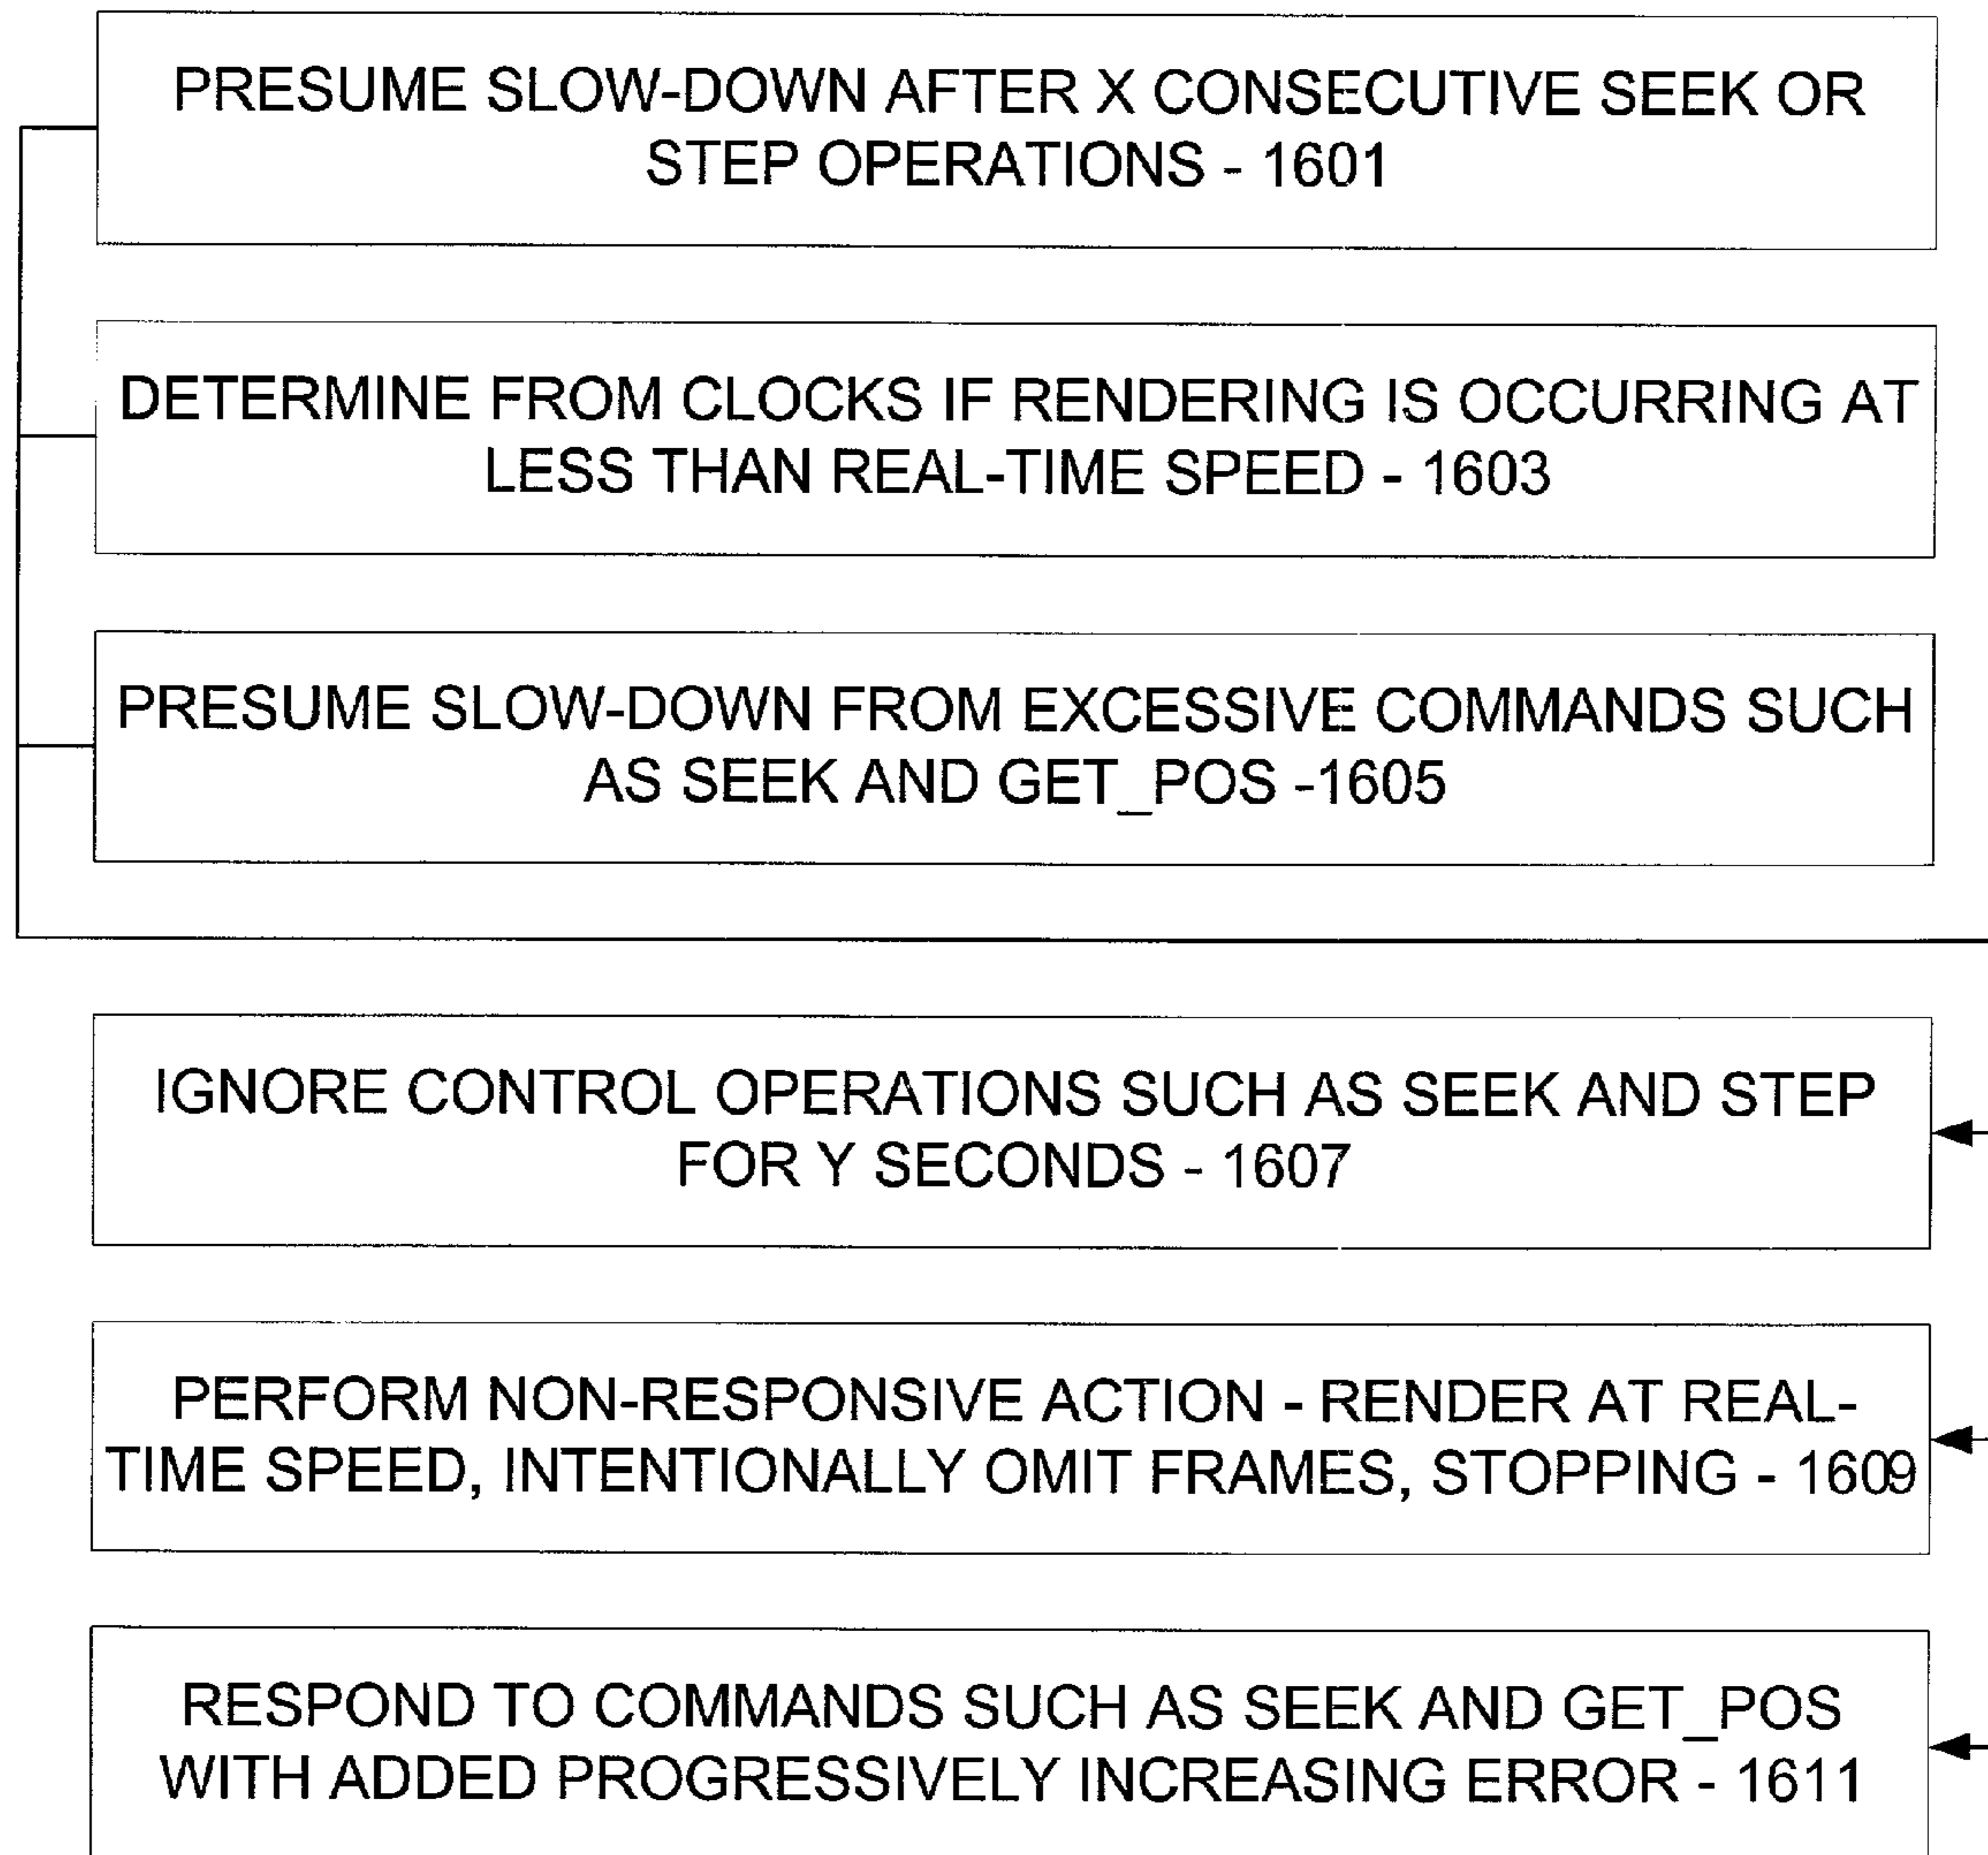 PRESUME SLOW-DOWN AFTER X CONSECUTIVE SEEK OR
STEP OPERATIONS - 1601
DETERMINE FROM CLOCKS IF RENDERING IS OCCURRING AT
LESS THAN REAL-TIME SPEED - 1603
PRESUME SLOW-DOWN FROM EXCESSIVE COMMANDS SUCH
AS SEEK AND GET_POS -1605
IGNORE CONTROL OPERATIONS SUCH AS SEEK AND STEP
FOR Y SECONDS - 1607
PERFORM NON-RESPONSIVE ACTION - RENDER AT REAL-
TIME SPEED, INTENTIONALLY OMIT FRAMES, STOPPING - 1609
RESPOND TO COMMANDS SUCH AS SEEK AND GET_POS
WITH ADDED PROGRESSIVELY INCREASING ERROR - 1611